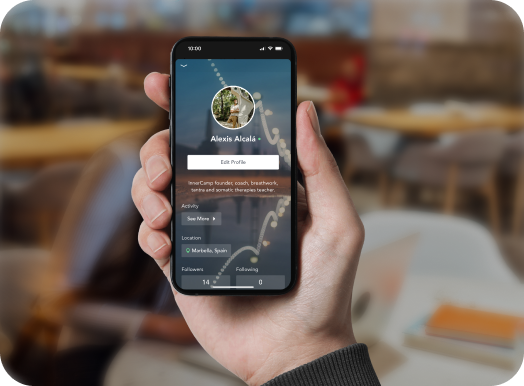 10:00
Alexis Alcalá
Edit Profile
InnerCamp founder, coach, breathwork,
tantra and somatic therapies teacher.
Activity
See More
Location
Marbella, Spain
Followers Following
14 0